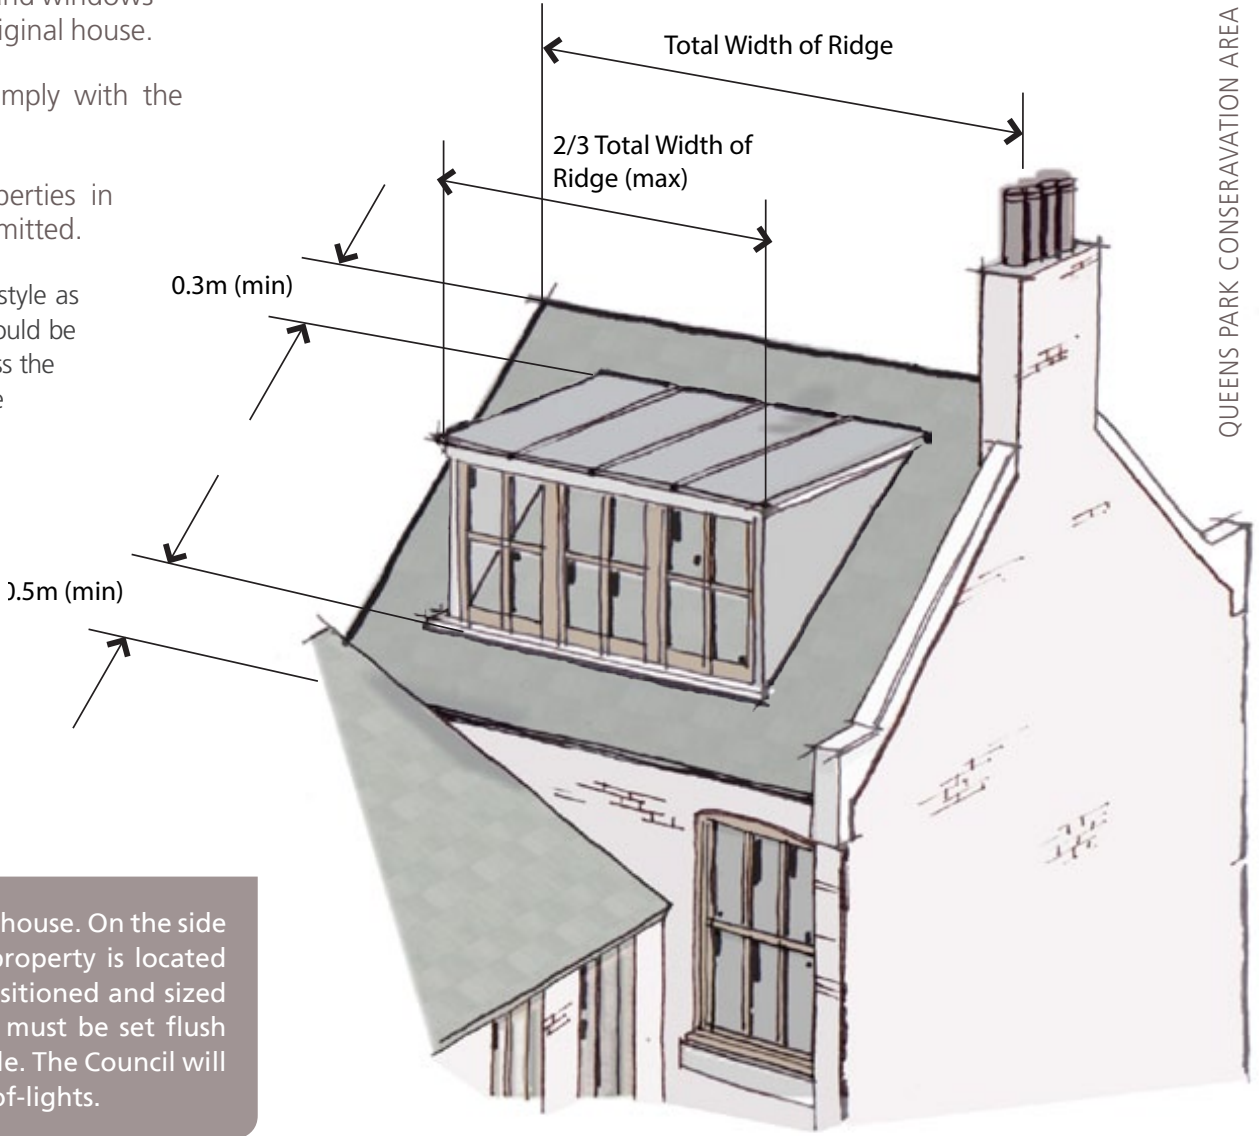 and windows
iginal house.
mply with the
perties in
mitted.
style as
ould be
ss the
e
Total Width of Ridge
2/3 Total Width of
Ridge (max)
0.3m (min)
0.5m (min)
house. On the side
property is located
sitioned and sized
must be set flush
le. The Council will
of-lights.
QUEENS PARK CONSERAVATION AREA